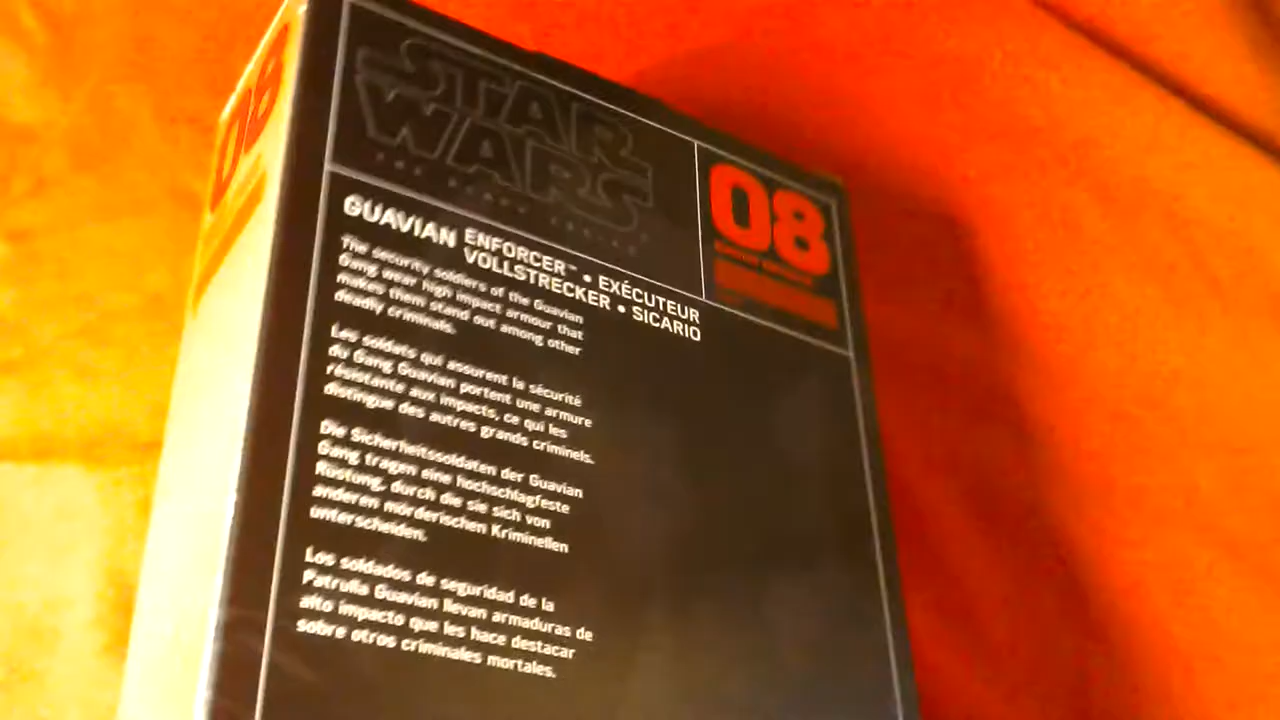 08
STAR
WARS
THE BLACK SERIES
08
GUAVIAN ENFORCER™ • EXÉCUTEUR
VOLLSTRECKER • SICARIO
The security soldiers of the Guavian
Gang wear high impact armour that
makes them stand out among other
deadly criminals.
Les soldats qui assurent la sécurité
du Gang Guavian portent une armure
résistante aux impacts, ce qui les
distingue des autres grands criminels.
Die Sicherheitssoldaten der Guavian
Gang tragen eine hochschlagfeste
Rüstung, durch die sie sich von
anderen mörderischen Kriminellen
unterscheiden.
Los soldados de seguridad de la
Patrulla Guavian llevan armaduras de
alto impacto que les hace destacar
sobre otros criminales mortales.